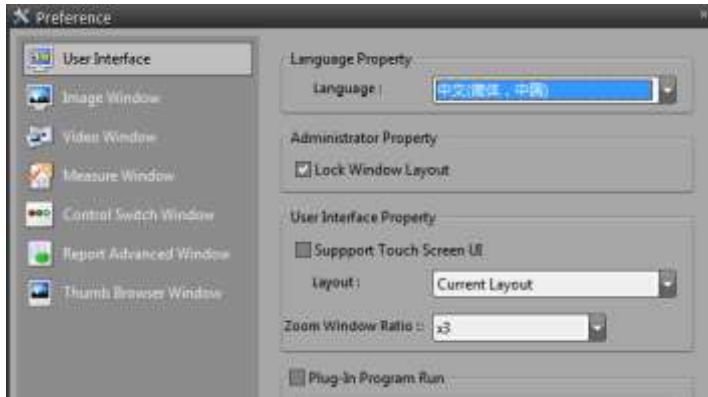 Preference
User Interface
Image Window
Video Window
Measure Window
Control Switch Window
Report Advanced Window
Thumb Browser Window
Language Property
Language :
中文(简体，中国)
Administrator Property
Lock Window Layout
User Interface Property
Suppport Touch Screen UI
Layout :
Current Layout
Zoom Window Ratio :
x3
Plug-In Program Run